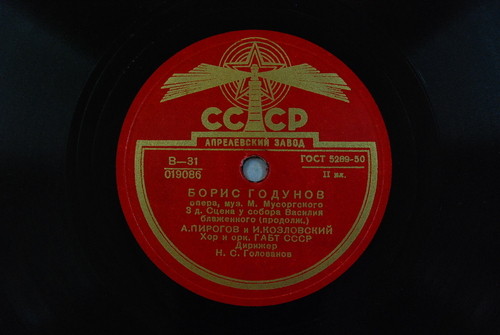 СССР
АПРЕЛЕВСКИЙ ЗАВОД
В—31
019086
ГОСТ 5289-50
II кл.
БОРИС ГОДУНОВ
опера, муз. М. Мусоргского
3 д. Сцена у собора Василия
блаженного (продолж.)
А.ПИРОГОВ и И.КОЗЛОВСКИЙ
Хор и орк. ГАБТ СССР
Дирижер
Н. С. Голованов